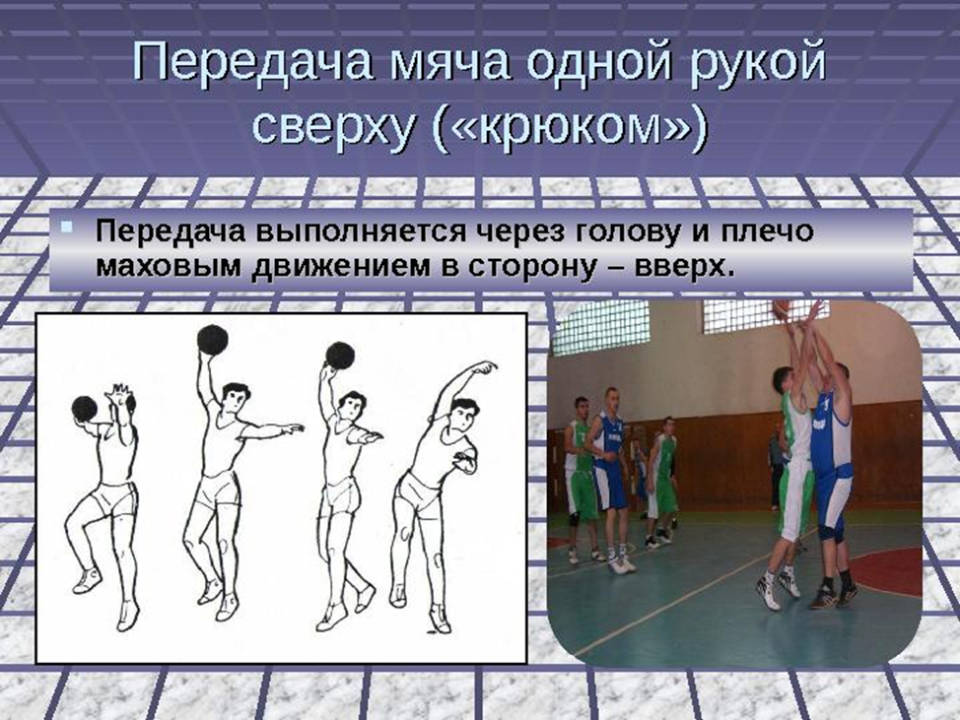 Передача мяча одной рукой
сверху («крюком»)
Передача выполняется через голову и плечо
маховым движением в сторону – вверх.